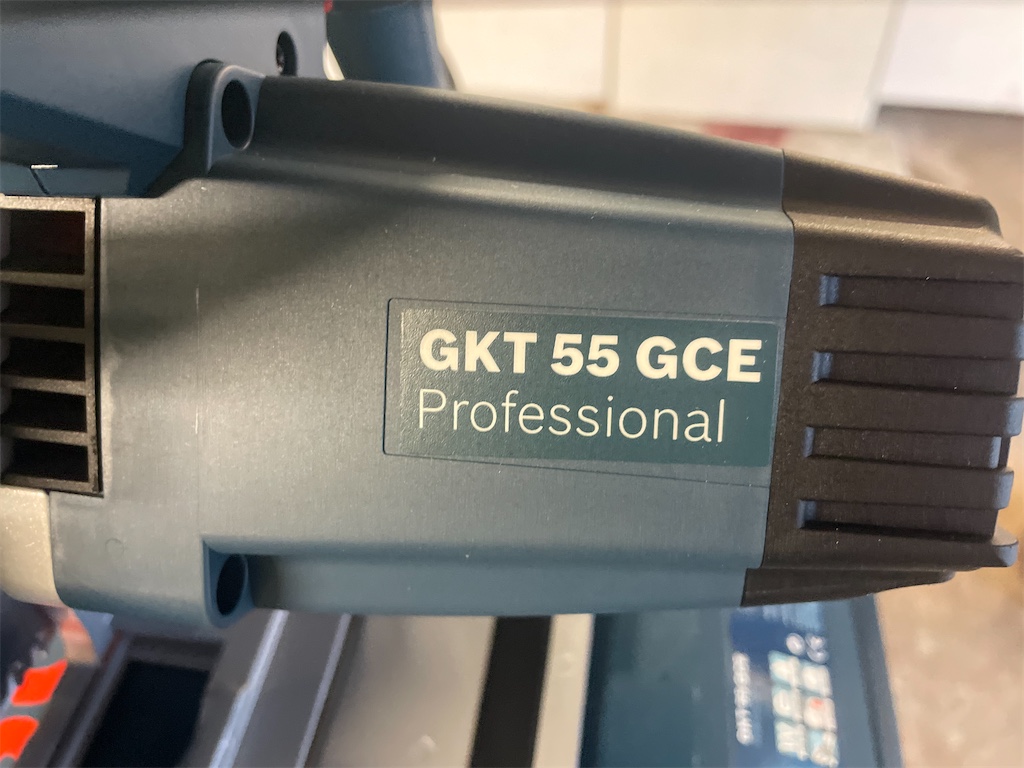 GKT 55 GCE
Professional